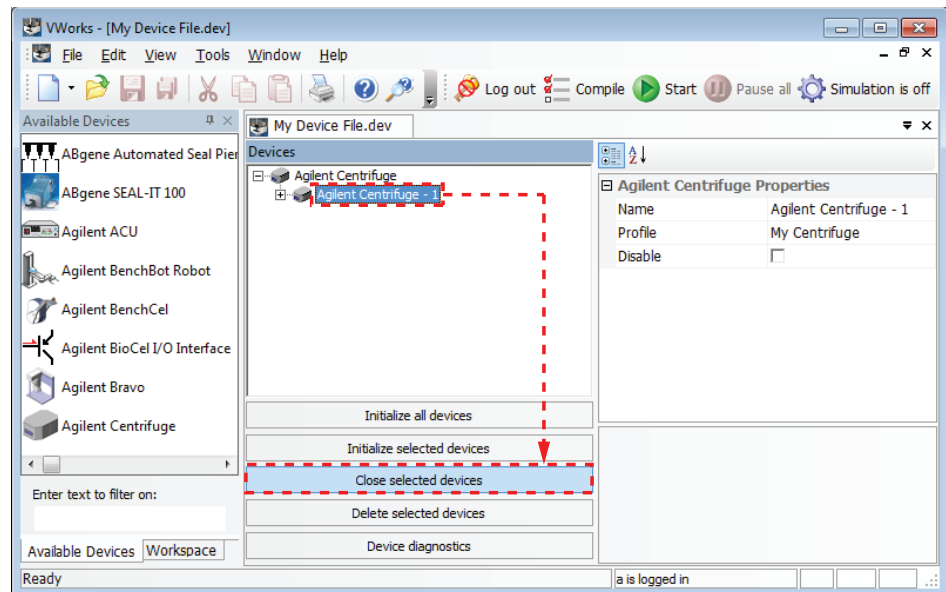 VWorks - [My Device File.dev]
File Edit View Tools Window Help
Log out Compile Start Pause all Simulation is off
Available Devices
ABgene Automated Seal Pier
ABgene SEAL-IT 100
Agilent ACU
Agilent BenchBot Robot
Agilent BenchCel
Agilent BioCel I/O Interface
Agilent Bravo
Agilent Centrifuge
Enter text to filter on:
Available Devices Workspace
My Device File.dev
Devices
Agilent Centrifuge
Agilent Centrifuge - 1
Initialize all devices
Initialize selected devices
Close selected devices
Delete selected devices
Device diagnostics
Agilent Centrifuge Properties
Name Agilent Centrifuge - 1
Profile My Centrifuge
Disable
Ready a is logged in